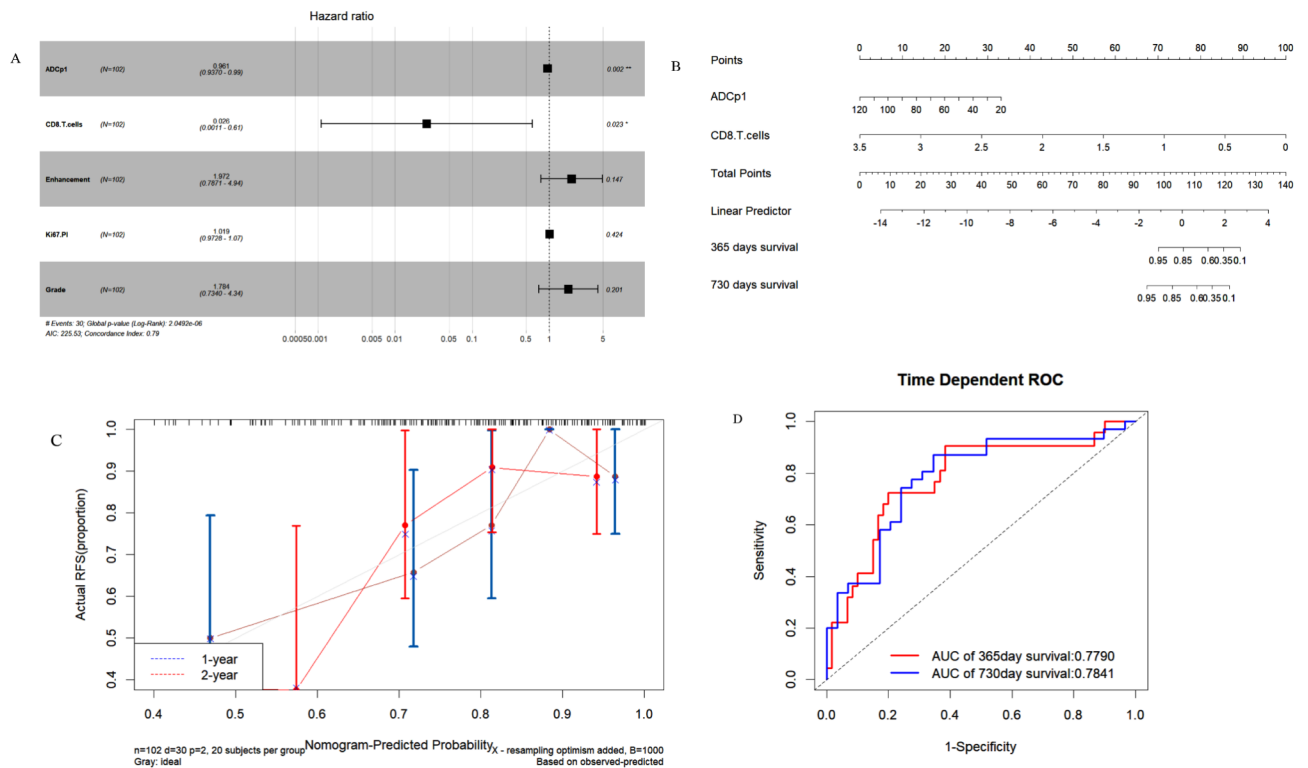 Hazard ratio
A
ADCp1 (N=102) 0.961 0.002 **
(0.9370 - 0.99)
CD8.T.cells (N=102) 0.026 0.023 *
(0.0011 - 0.61)
Enhancement (N=102) 1.972 0.147
(0.7871 - 4.94)
Ki67.PI (N=102) 1.019 0.424
(0.9728 - 1.07)
Grade (N=102) 1.784 0.201
(0.7340 - 4.34)
# Events: 30; Global p-value (Log-Rank): 2.0492e-06
AIC: 225.53; Concordance Index: 0.79
0.0005 0.001 0.005 0.01 0.05 0.1 0.5 1 5
B
0 10 20 30 40 50 60 70 80 90 100
Points
ADCp1
120 100 80 60 40 20
CD8.T.cells
3.5 3 2.5 2 1.5 1 0.5 0
Total Points
0 10 20 30 40 50 60 70 80 90 100 110 120 130 140
Linear Predictor
-14 -12 -10 -8 -6 -4 -2 0 2 4
365 days survival
0.95 0.85 0.6 0.35 0.1
730 days survival
0.95 0.85 0.6 0.35 0.1
C
Actual RFS(proportion)
1.0
0.9
0.8
0.7
0.6
0.5
0.4
1-year
2-year
0.4 0.5 0.6 0.7 0.8 0.9 1.0
Nomogram-Predicted Probability
n=102 d=30 p=2, 20 subjects per group
Gray: ideal
X - resampling optimism added, B=1000
Based on observed-predicted
Time Dependent ROC
D
Sensitivity
1.0
0.8
0.6
0.4
0.2
0.0
AUC of 365day survival:0.7790
AUC of 730day survival:0.7841
0.0 0.2 0.4 0.6 0.8 1.0
1-Specificity